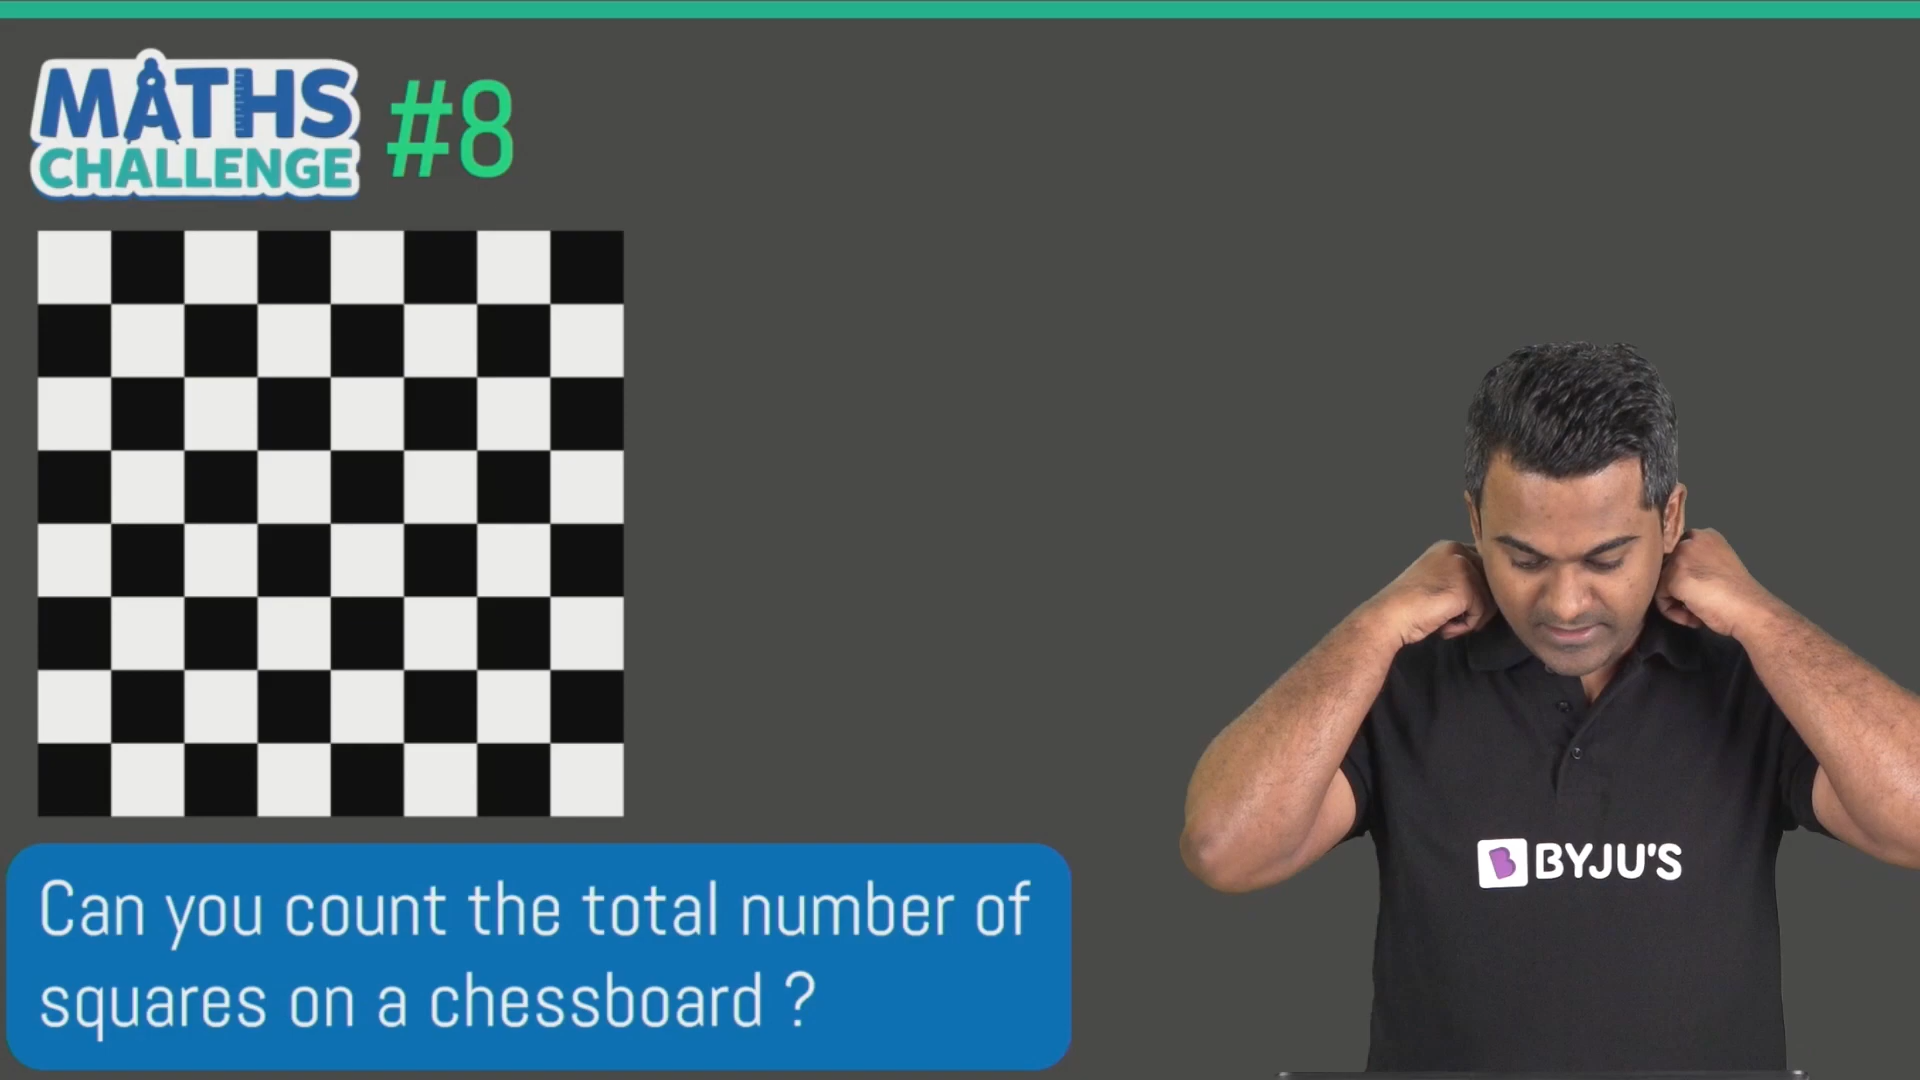 MATHS
CHALLENGE
#8
BYJU'S
Can you count the total number of
squares on a chessboard ?